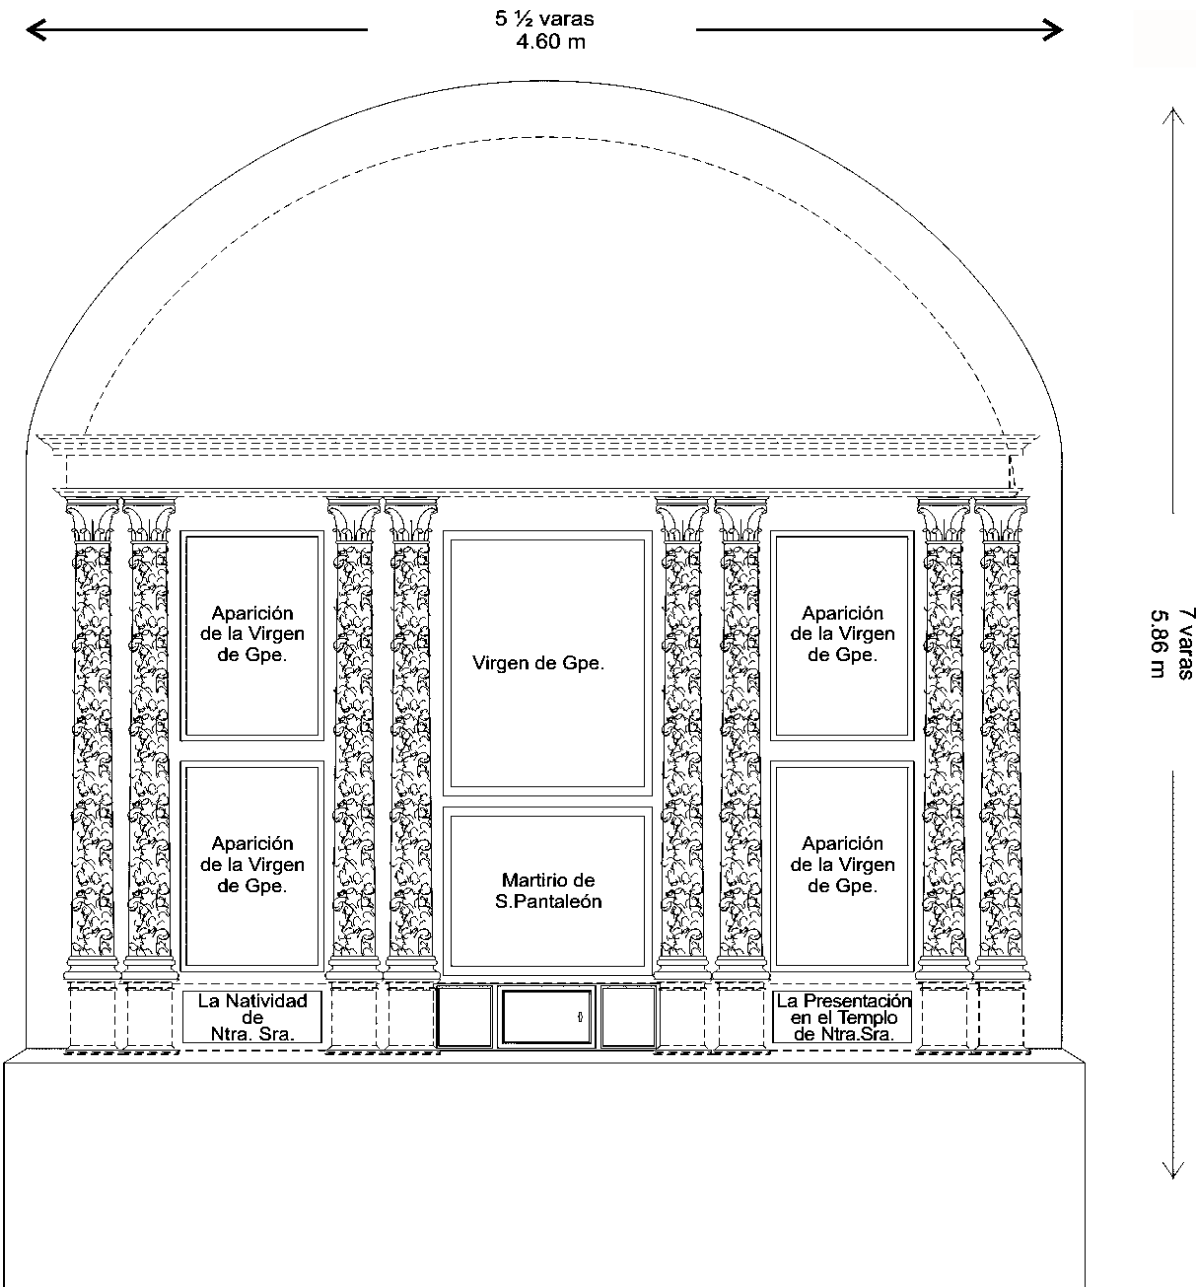 5 ½ varas
4.60 m
7 varas
5.86 m
Aparición
de la Virgen
de Gpe.
Virgen de Gpe.
Aparición
de la Virgen
de Gpe.
Aparición
de la Virgen
de Gpe.
Martirio de
S.Pantaleón
Aparición
de la Virgen
de Gpe.
La Natividad
de
Ntra. Sra.
La Presentación
en el Templo
de Ntra.Sra.